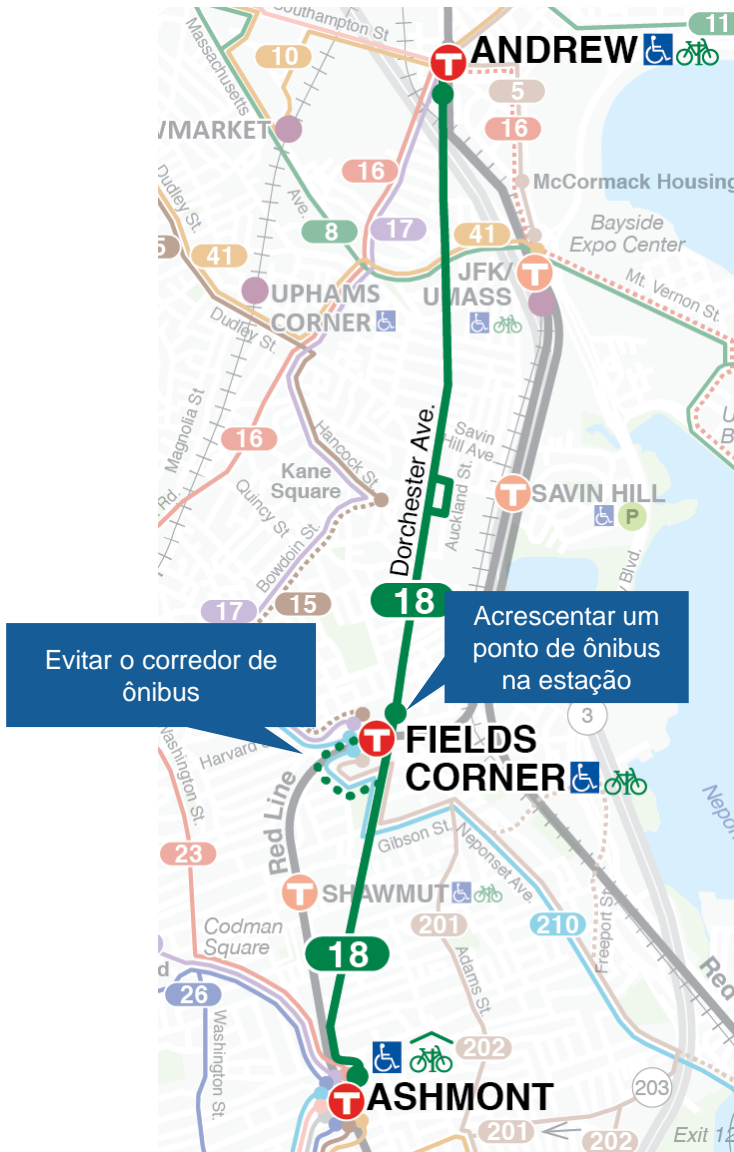 Southampton St
11
T ANDREW
10
Massachusetts
Ave.
5
16
WMARKET
16
McCormack Housing
Dudley St.
17
Bayside
Expo Center
8
41
5
41
JFK/
UMASS
T
Mt. Vernon St.
UPHAMS
CORNER
Dudley St.
Magnolia St
Dorchester Ave.
Savin
Hill Ave
16
Hancock St
Kane
Square
Auckland St.
T SAVIN HILL
P
Rd.
Quincy St
Bowdoin St.
Blvd.
17
15
18
Acrescentar um
ponto de ônibus
na estação
Evitar o corredor de
ônibus
3
Washington St.
Harvard
T FIELDS
CORNER
Red Line
Gibson St.
Neponset Ave.
23
T SHAWMUT
201
210
Freeport St
Codman
Square
18
Adams St.
Red
26
Washington St.
202
203
T ASHMONT
201
202
Exit 12